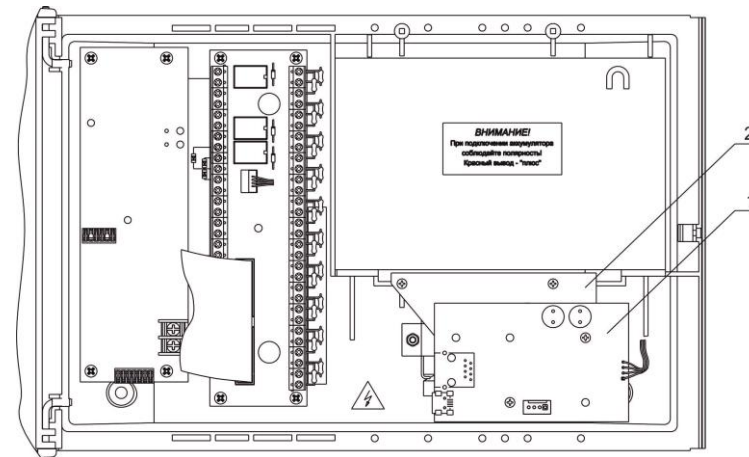 ВНИМАНИЕ!
При подключении аккумулятора
соблюдайте полярность!
Красный вывод - "плюс"
2
1